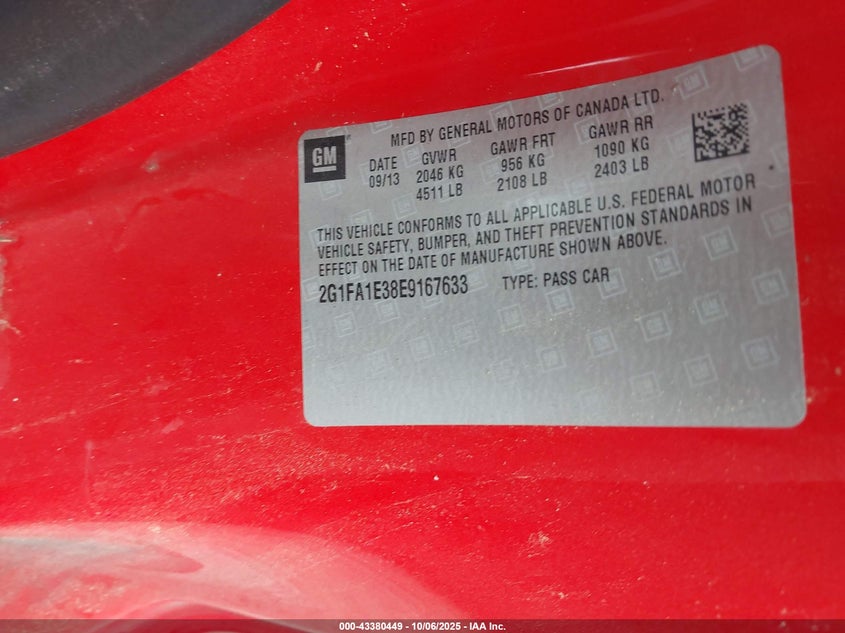 MFD BY GENERAL MOTORS OF CANADA LTD.
GM
DATE GVWR GAWR FRT GAWR RR
09/13 2046 KG 956 KG 1090 KG
4511 LB 2108 LB 2403 LB
THIS VEHICLE CONFORMS TO ALL APPLICABLE U.S. FEDERAL MOTOR
VEHICLE SAFETY, BUMPER, AND THEFT PREVENTION STANDARDS IN
EFFECT ON THE DATE OF MANUFACTURE SHOWN ABOVE.
2G1FA1E38E9167633 TYPE: PASS CAR
000-43380449 - 10/06/2025 - IAA Inc.